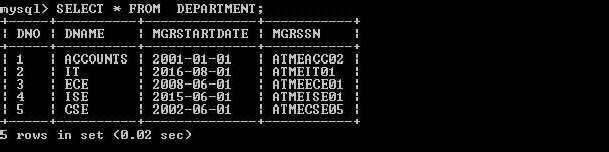 mysql> SELECT * FROM  DEPARTMENT;
+-----+----------+--------------+-----------+
| DNO | DNAME    | MGRSTARTDATE | MGRSSN    |
+-----+----------+--------------+-----------+
| 1   | ACCOUNTS | 2001-01-01   | ATMEACC02 |
| 2   | IT       | 2016-08-01   | ATMEIT01  |
| 3   | ECE      | 2008-06-01   | ATMEECE01 |
| 4   | ISE      | 2015-06-01   | ATMEISE01 |
| 5   | CSE      | 2002-06-01   | ATMECSE05 |
+-----+----------+--------------+-----------+
5 rows in set (0.02 sec)